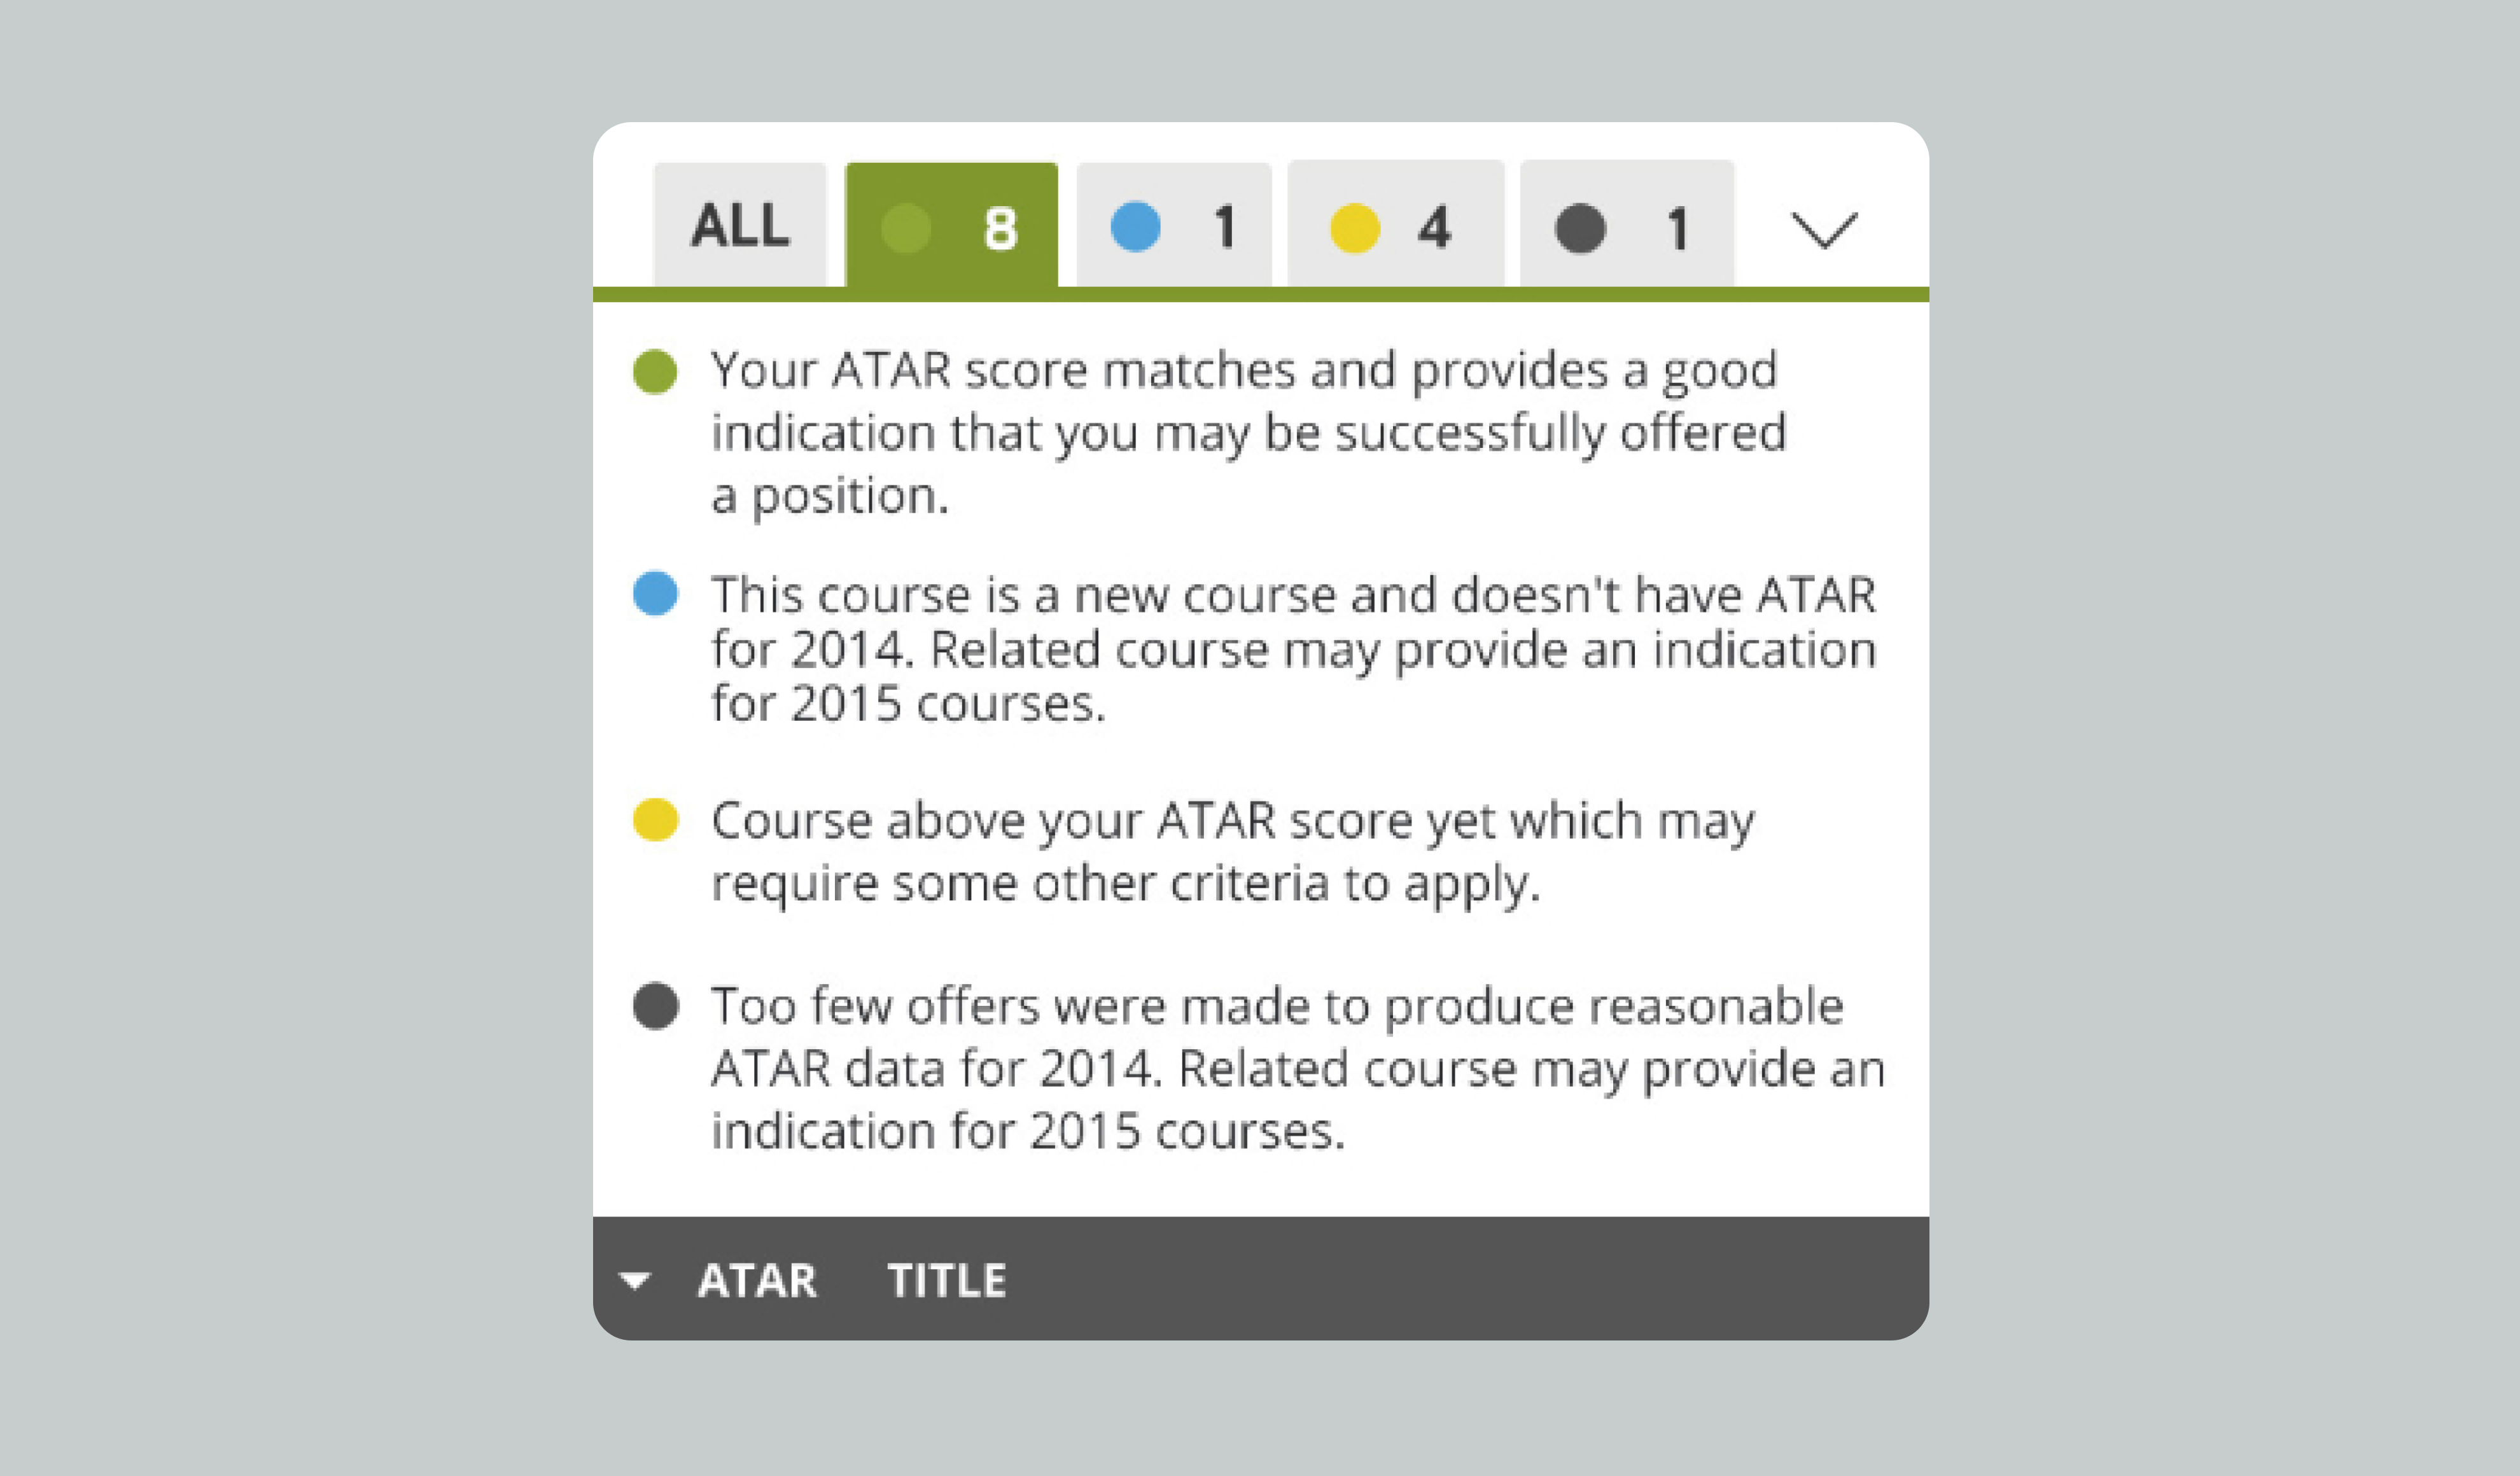 ALL 8 1 4 1
Your ATAR score matches and provides a good
indication that you may be successfully offered
a position.
This course is a new course and doesn't have ATAR
for 2014. Related course may provide an indication
for 2015 courses.
Course above your ATAR score yet which may
require some other criteria to apply.
Too few offers were made to produce reasonable
ATAR data for 2014. Related course may provide an
indication for 2015 courses.
ATAR TITLE